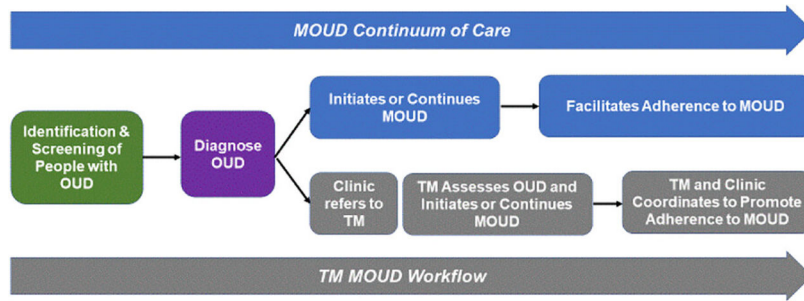 MOUD Continuum of Care
Identification &
Screening of
People with
OUD
Diagnose
OUD
Initiates or Continues
MOUD
Facilitates Adherence to MOUD
Clinic
refers to
TM
TM Assesses OUD and
Initiates or Continues
MOUD
TM and Clinic
Coordinates to Promote
Adherence to MOUD
TM MOUD Workflow